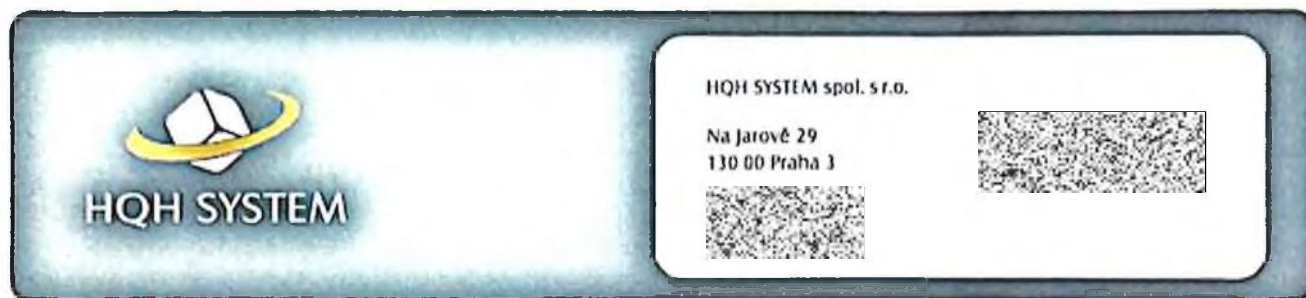 HQH SYSTEM
HQH SYSTEM spol. s r.o.
Na Jarově 29
130 00 Praha 3